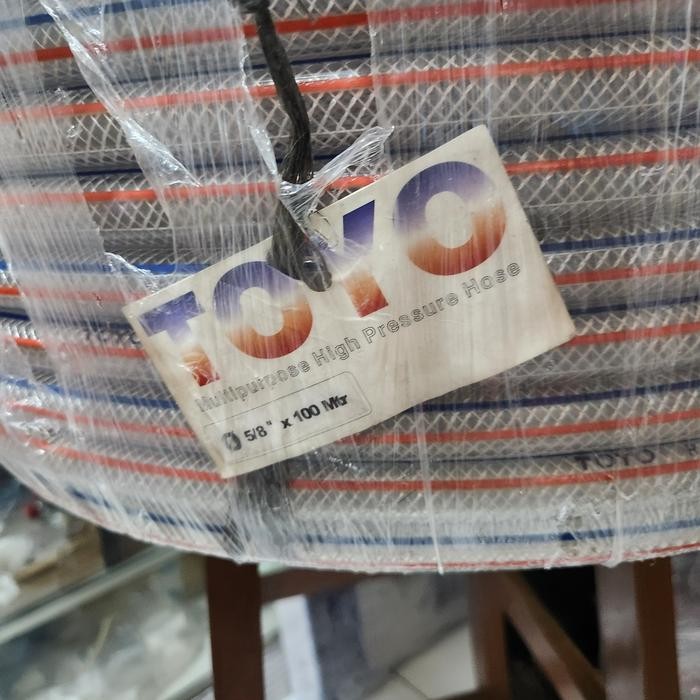 TOYO
Multipurpose High Pressure Hose
5/8" x 100 Mtr
TOYO